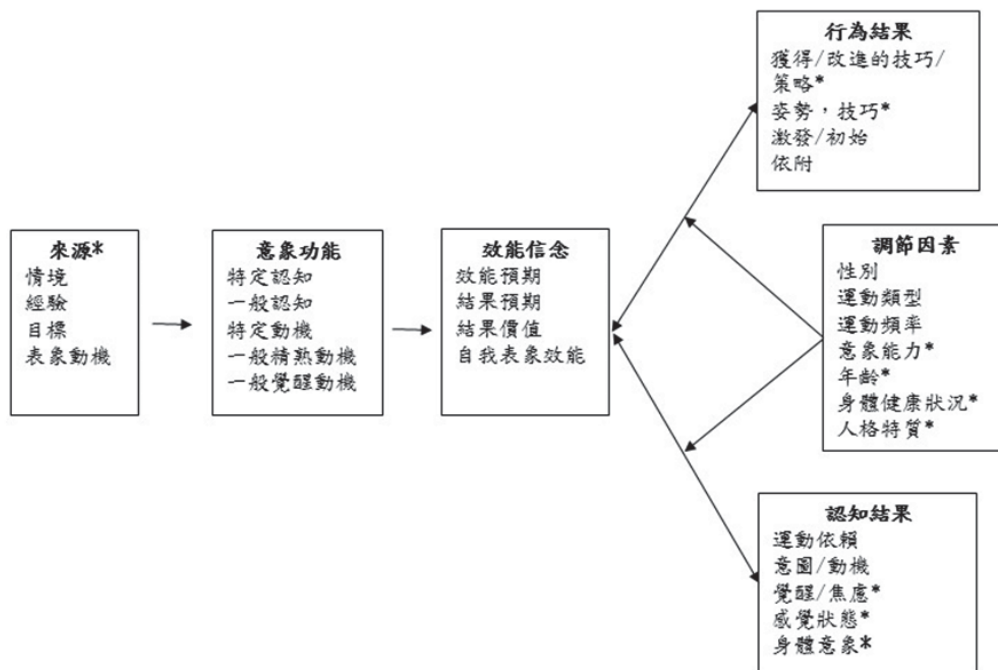 來源*
情境
經驗
目標
表象動機
意象功能
特定認知
一般認知
特定動機
一般精熟動機
一般覺醒動機
效能信念
效能預期
結果預期
結果價值
自我表象效能
行為結果
獲得/改進的技巧/
策略*
姿勢，技巧*
激發/初始
依附
調節因素
性別
運動類型
運動頻率
意象能力*
年齡*
身體健康狀況*
人格特質*
認知結果
運動依賴
意圖/動機
覺醒/焦慮*
感覺狀態*
身體意象*